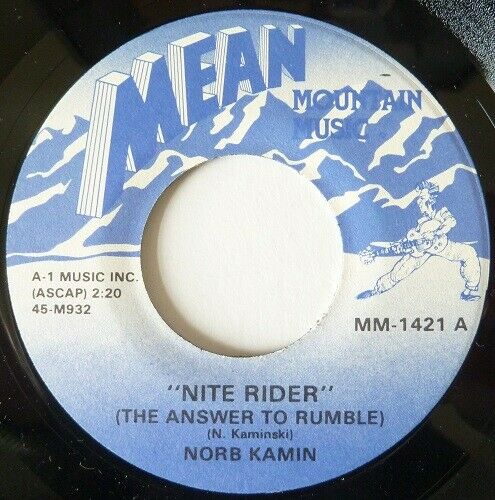 MEAN
MOUNTAIN
MUSIC
A-1 MUSIC INC.
(ASCAP) 2:20
45-M932
MM-1421 A
"NITE RIDER"
(THE ANSWER TO RUMBLE)
(N. Kaminski)
NORB KAMIN